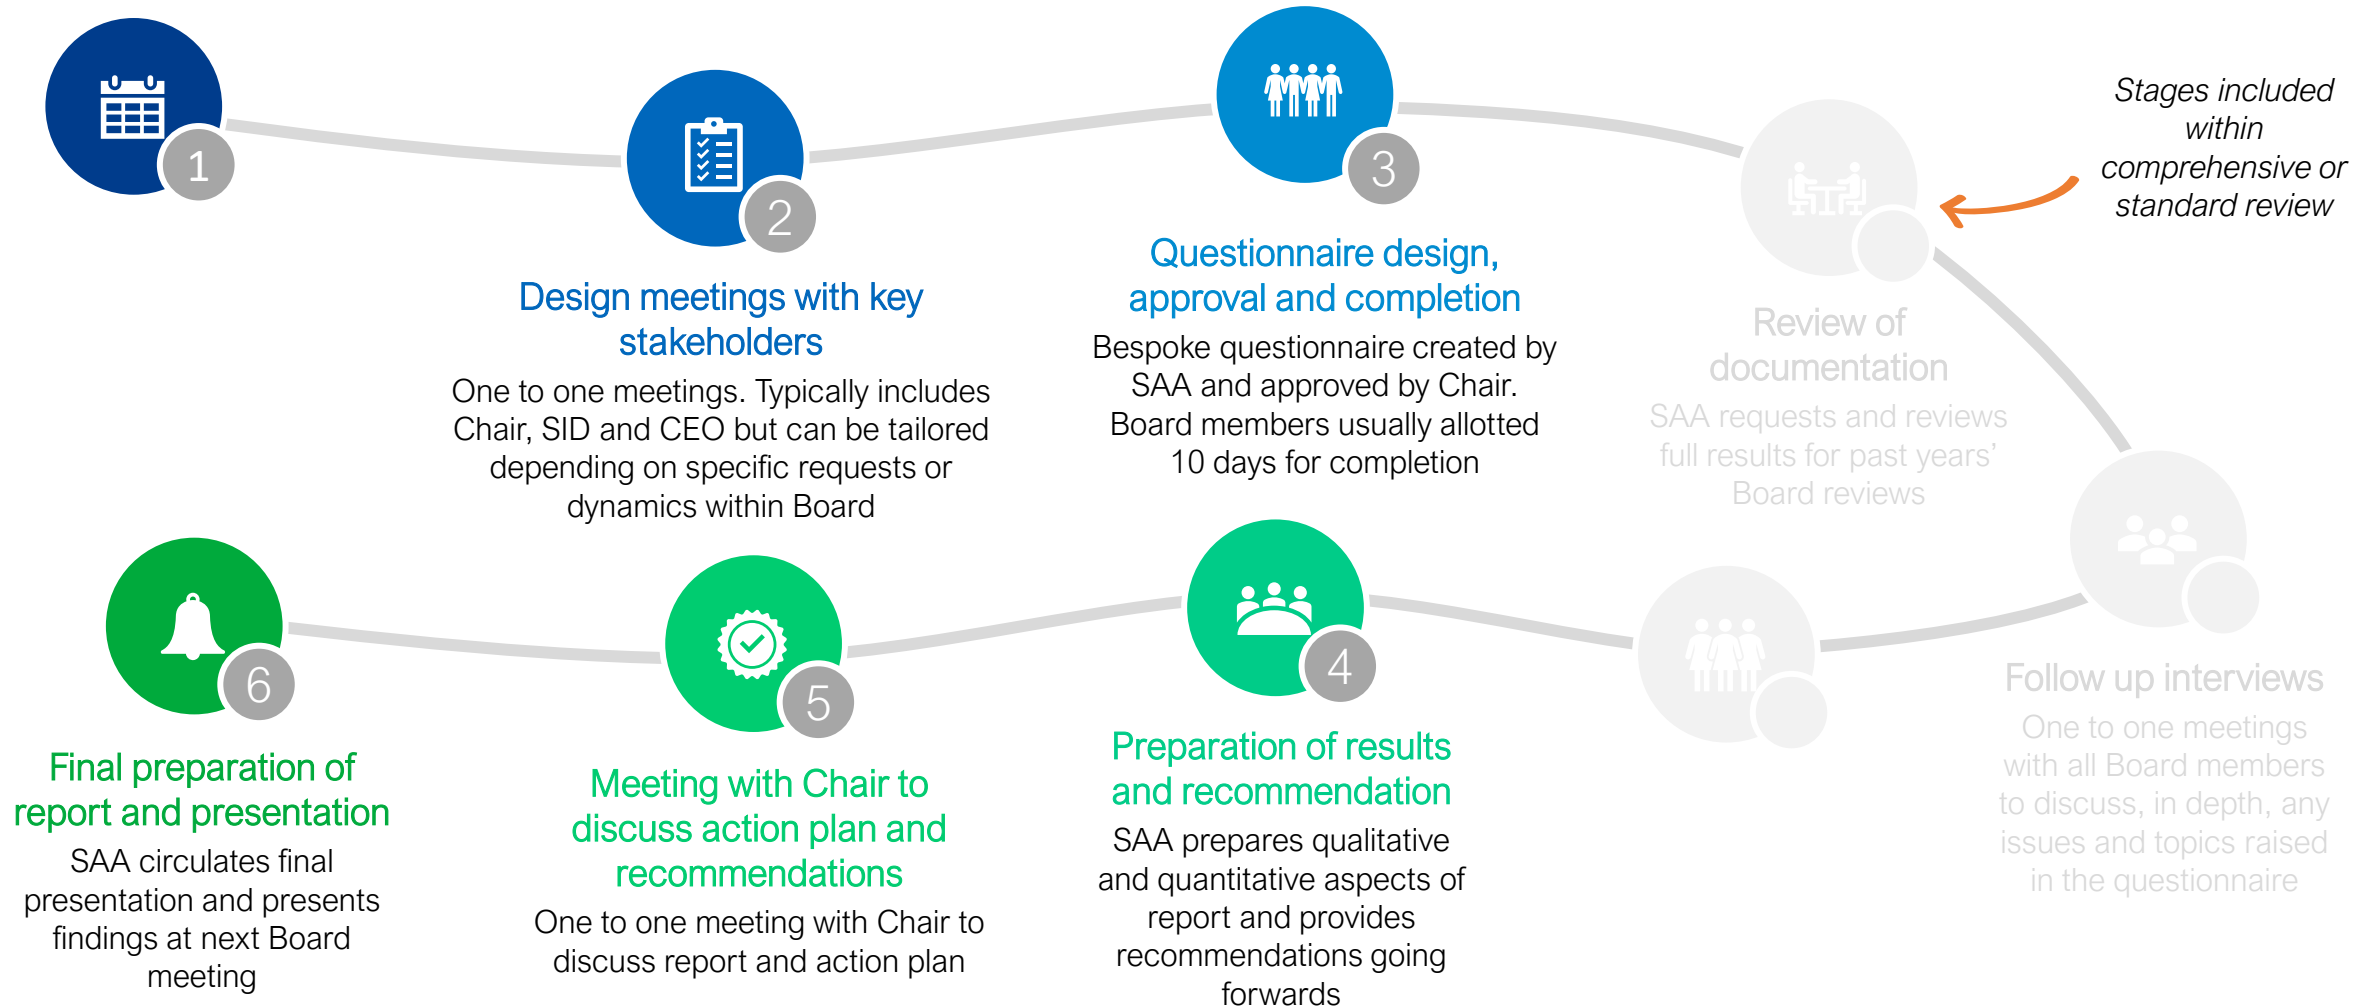 1
2
Design meetings with key
stakeholders
One to one meetings. Typically includes
Chair, SID and CEO but can be tailored
depending on specific requests or
dynamics within Board
3
Questionnaire design,
approval and completion
Bespoke questionnaire created by
SAA and approved by Chair.
Board members usually allotted
10 days for completion
Stages included
within
comprehensive or
standard review
Review of
documentation
SAA requests and reviews
full results for past years’
Board reviews
Follow up interviews
One to one meetings
with all Board members
to discuss, in depth, any
issues and topics raised
in the questionnaire
4
Preparation of results
and recommendation
SAA prepares qualitative
and quantitative aspects of
report and provides
recommendations going
forwards
5
Meeting with Chair to
discuss action plan and
recommendations
One to one meeting with Chair to
discuss report and action plan
6
Final preparation of
report and presentation
SAA circulates final
presentation and presents
findings at next Board
meeting